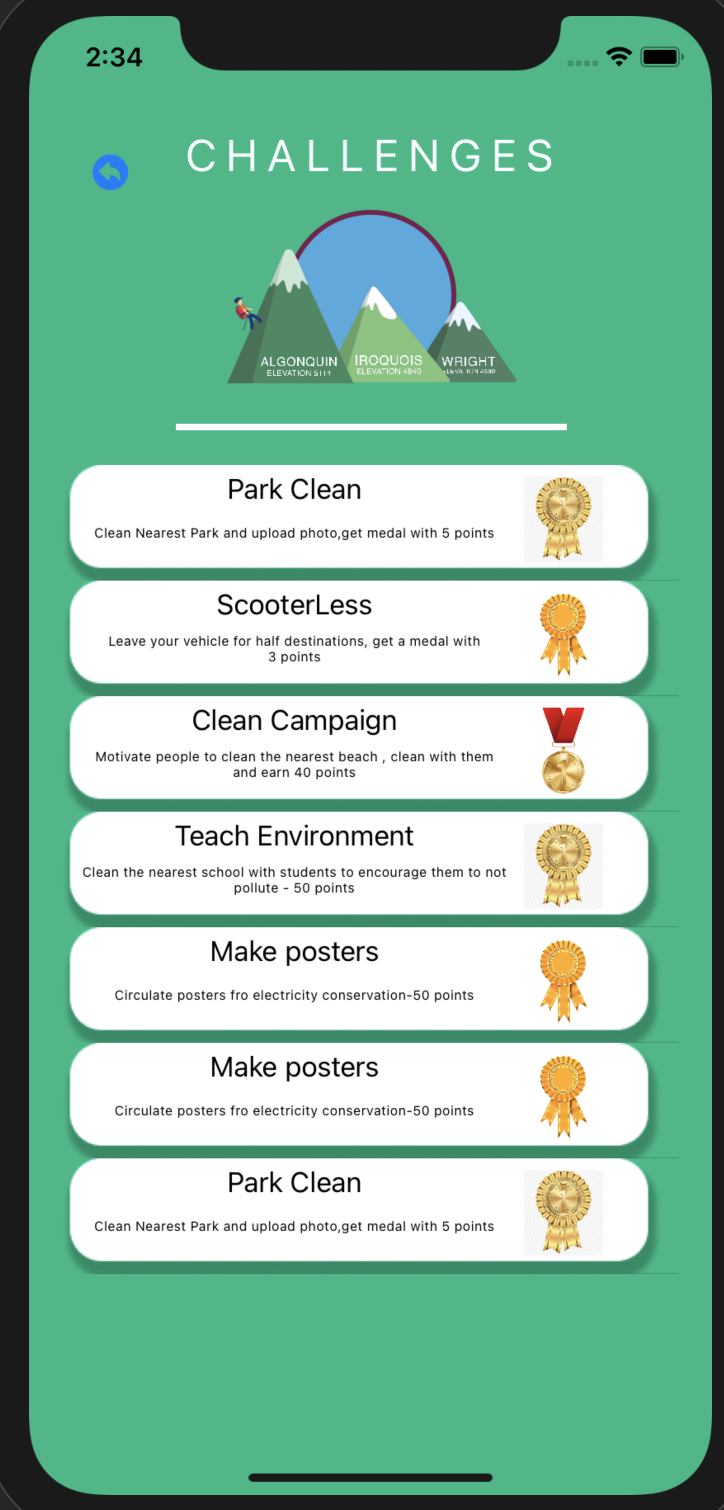 2:34
CHALLENGES
ALGONQUIN
ELEVATION 5114
IROQUOIS
ELEVATION 4840
WRIGHT
ELEVATION 4580
Park Clean
Clean Nearest Park and upload photo,get medal with 5 points
ScooterLess
Leave your vehicle for half destinations, get a medal with
3 points
Clean Campaign
Motivate people to clean the nearest beach , clean with them
and earn 40 points
Teach Environment
Clean the nearest school with students to encourage them to not
pollute - 50 points
Make posters
Circulate posters fro electricity conservation-50 points
Make posters
Circulate posters fro electricity conservation-50 points
Park Clean
Clean Nearest Park and upload photo,get medal with 5 points